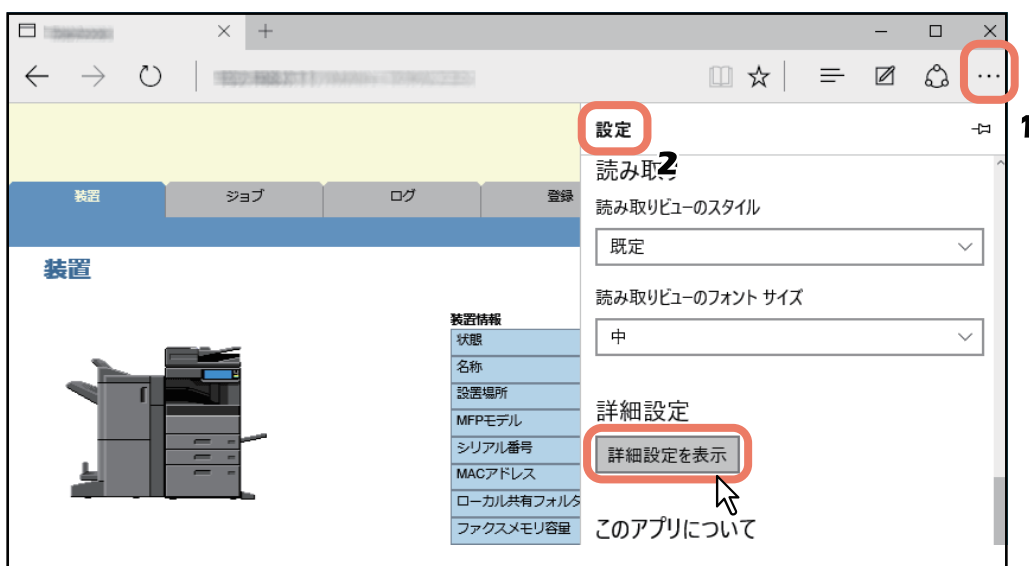 設定
1
2
読み取り
読み取りビューのスタイル
既定
読み取りビューのフォント サイズ
中
詳細設定
詳細設定を表示
このアプリについて
装置
ジョブ
ログ
登録
装置
装置情報
状態
名称
設置場所
MFPモデル
シリアル番号
MACアドレス
ローカル共有フォルダ
ファクスメモリ容量